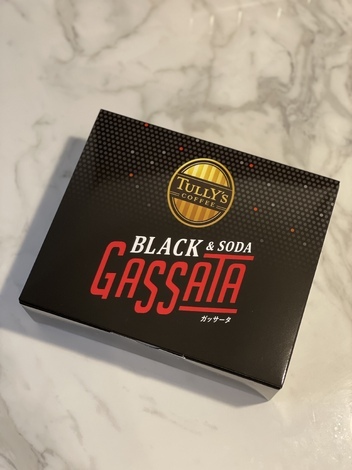 TULLY'S
COFFEE
BLACK & SODA
GASSATA
ガッサータ